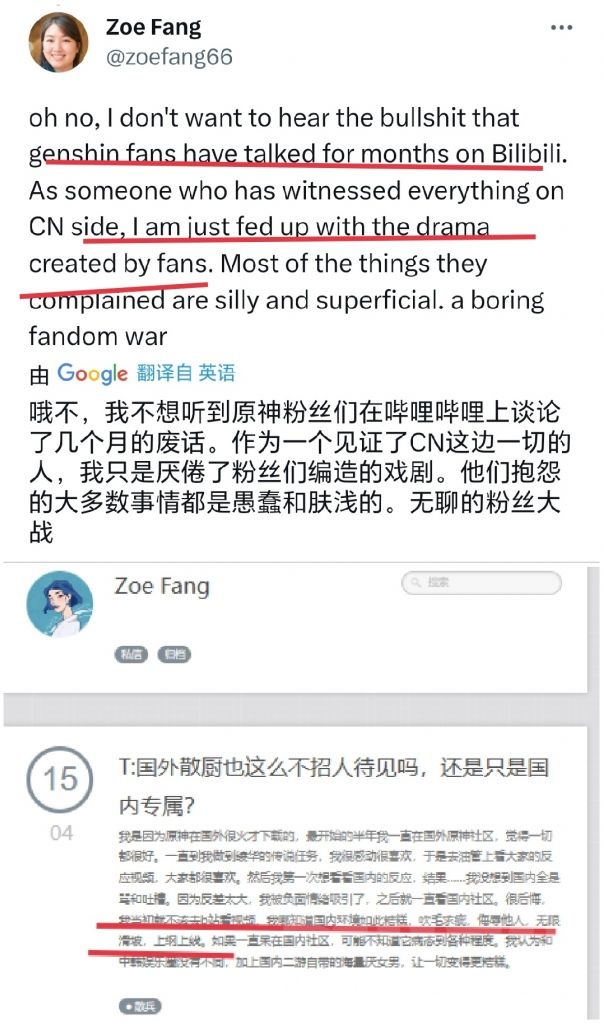 Zoe Fang
@zoefang66
oh no, I don't want to hear the bullshit that
genshin fans have talked for months on Bilibili.
As someone who has witnessed everything on
CN side, I am just fed up with the drama
created by fans. Most of the things they
complained are silly and superficial. a boring
fandom war
由 Google 翻译自 英语
哦不，我不想听到原神粉丝们在哔哩哔哩上谈论
了几个月的废话。作为一个见证了CN这边一切的
人，我只是厌倦了粉丝们编造的戏剧。他们抱怨
的大多数事情都是愚蠢和肤浅的。无聊的粉丝大
战
Zoe Fang
搜索
私信 归档
15
04
T:国外散厨也这么不招人待见吗，还是只是国
内专属？
我是因为原神在国外很火才下载的，最开始的半年我一直在国外原神社区，觉得一切
都很好。一直到我做到绫华的传说任务，我很感动很喜欢，于是去油管上看大家的反
应视频，大家都很喜欢。然后我第一次想看看国内的反应，结果……我没想到国内全是
骂和吐槽。因为反差太大，我被负面情绪吸引了，之后就一直看国内社区。很后悔，
我当初就不该去b站看视频，我哪知道国内环境如此糟糕，吹毛求疵，侮辱他人，无限
滑坡，上纲上线。如果一直呆在国内社区，可能不知道它病态到各种程度。我认为和
中韩娱乐圈没有不同，加上国内二游自带的海量厌女男，让一切变得更糟糕。
● 散兵